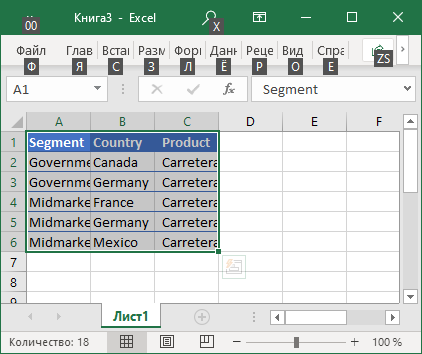 Книга3 - Excel
00 X
Файл Глав Встав Разм Форм Данн Реце Вид Спра
Ф Я С З Л Ё Р О Е ZS
A1 fx Segment
A B C D E F
1 Segment Country Product
2 Governme Canada Carretera
3 Governme Germany Carretera
4 Midmarke France Carretera
5 Midmarke Germany Carretera
6 Midmarke Mexico Carretera
7
8
9
Лист1
Количество: 18 100 %